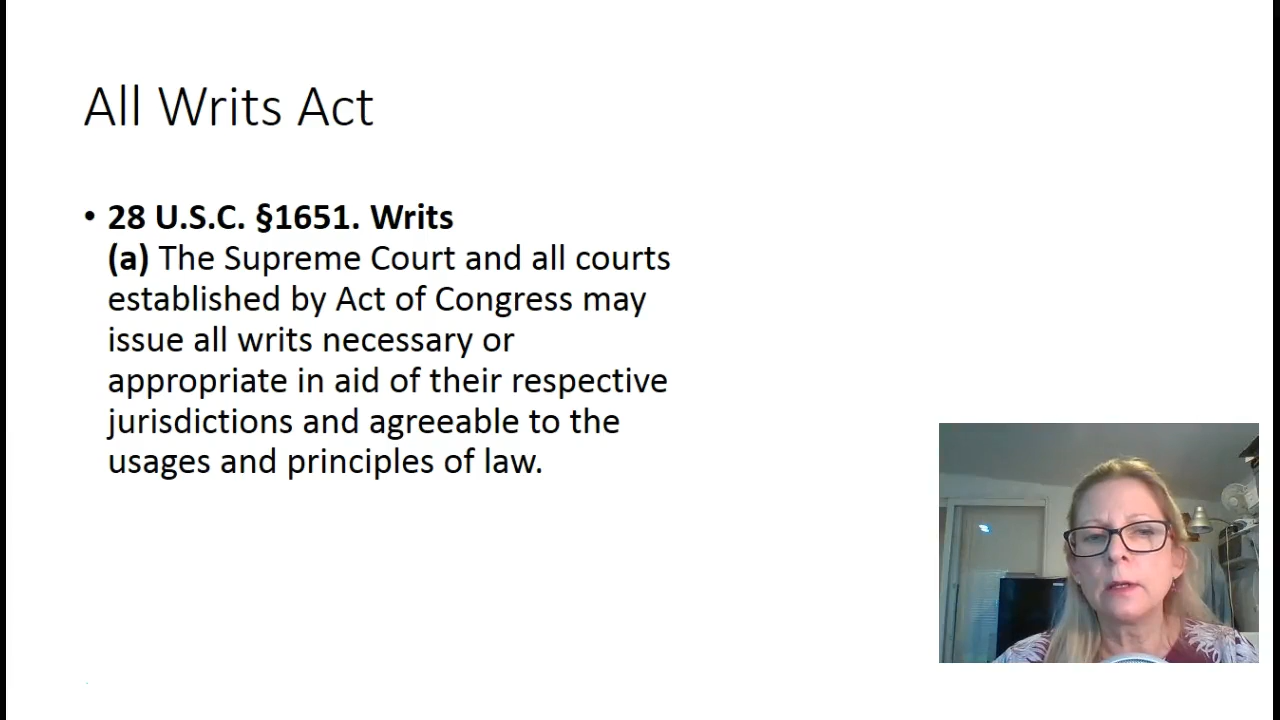 All Writs Act
• 28 U.S.C. §1651. Writs
(a) The Supreme Court and all courts
established by Act of Congress may
issue all writs necessary or
appropriate in aid of their respective
jurisdictions and agreeable to the
usages and principles of law.